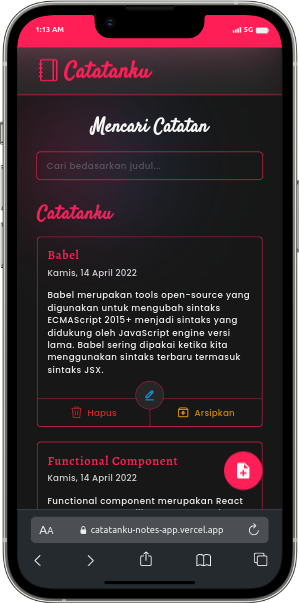 1:13 AM
5G
Catatanku
Mencari Catatan
Cari bedasarkan judul...
Catatanku
Babel
Kamis, 14 April 2022
Babel merupakan tools open-source yang
digunakan untuk mengubah sintaks
ECMAScript 2015+ menjadi sintaks yang
didukung oleh JavaScript engine versi
lama. Babel sering dipakai ketika kita
menggunakan sintaks terbaru termasuk
sintaks JSX.
Hapus
Arsipkan
Functional Component
Kamis, 14 April 2022
Functional component merupakan React
AA
catatanku-notes-app.vercel.app